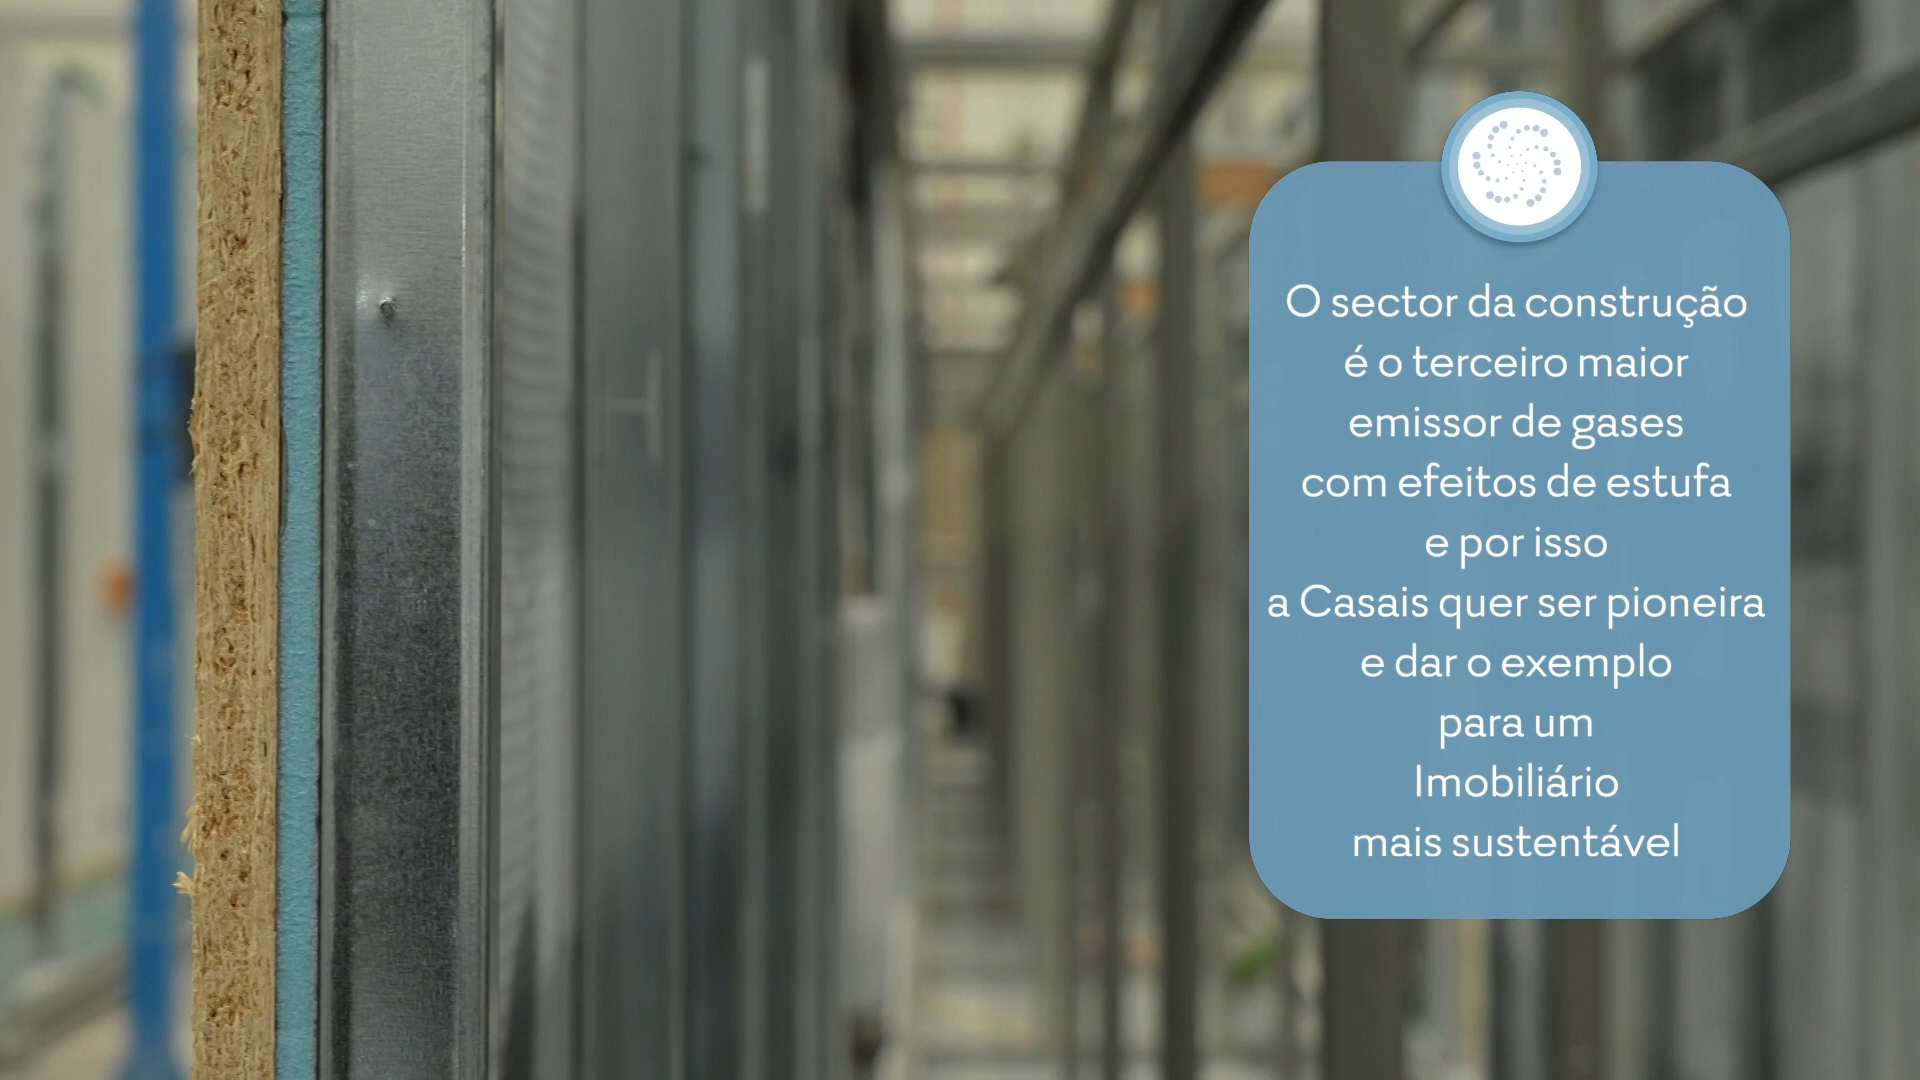 O sector da construção
é o terceiro maior
emissor de gases
com efeitos de estufa
e por isso
a Casais quer ser pioneira
e dar o exemplo
para um
Imobiliário
mais sustentável